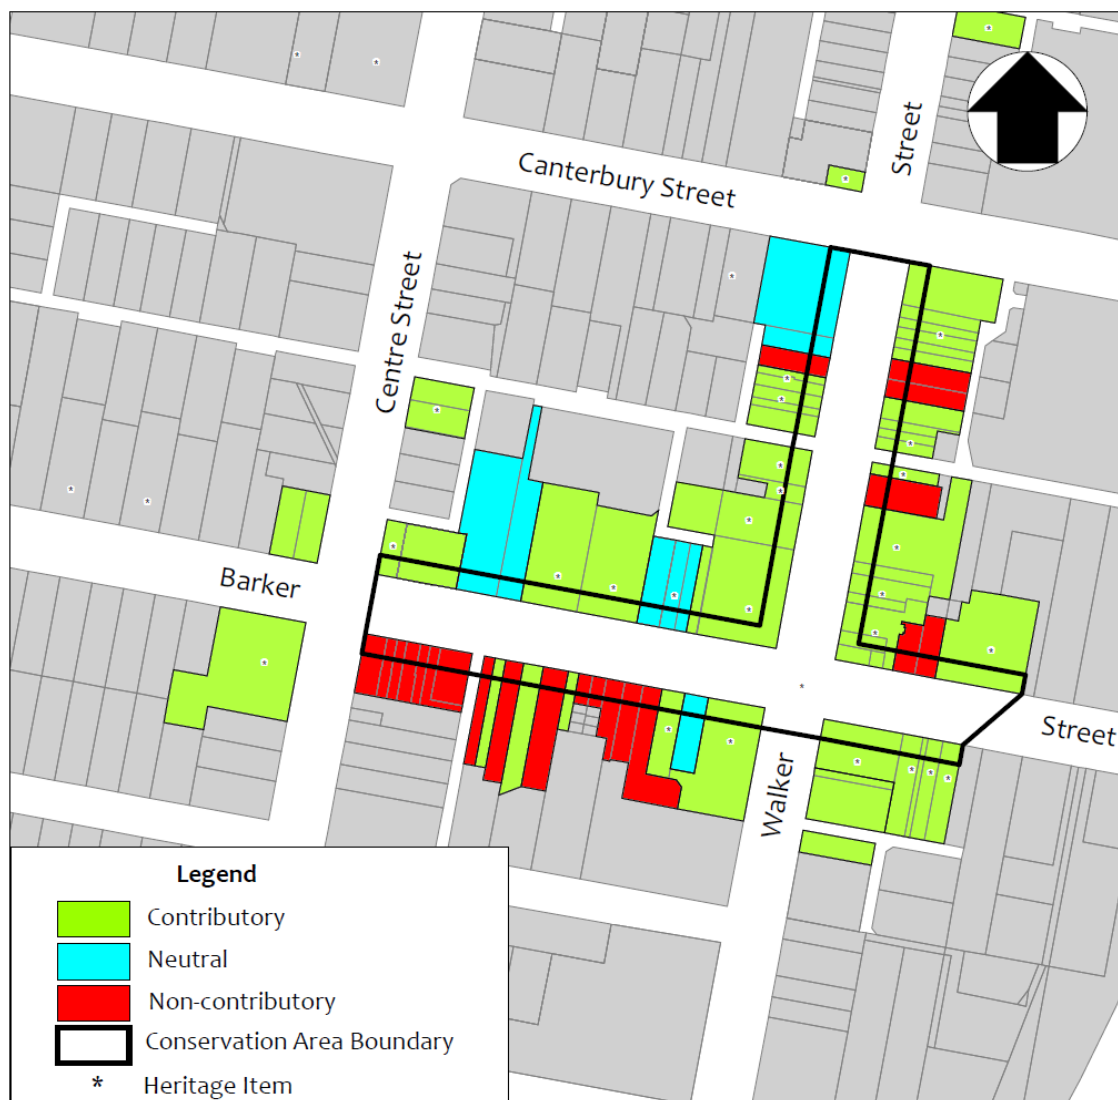 Canterbury Street
Street
Centre Street
Barker
Street
Walker
Legend
Contributory
Neutral
Non-contributory
Conservation Area Boundary
* Heritage Item